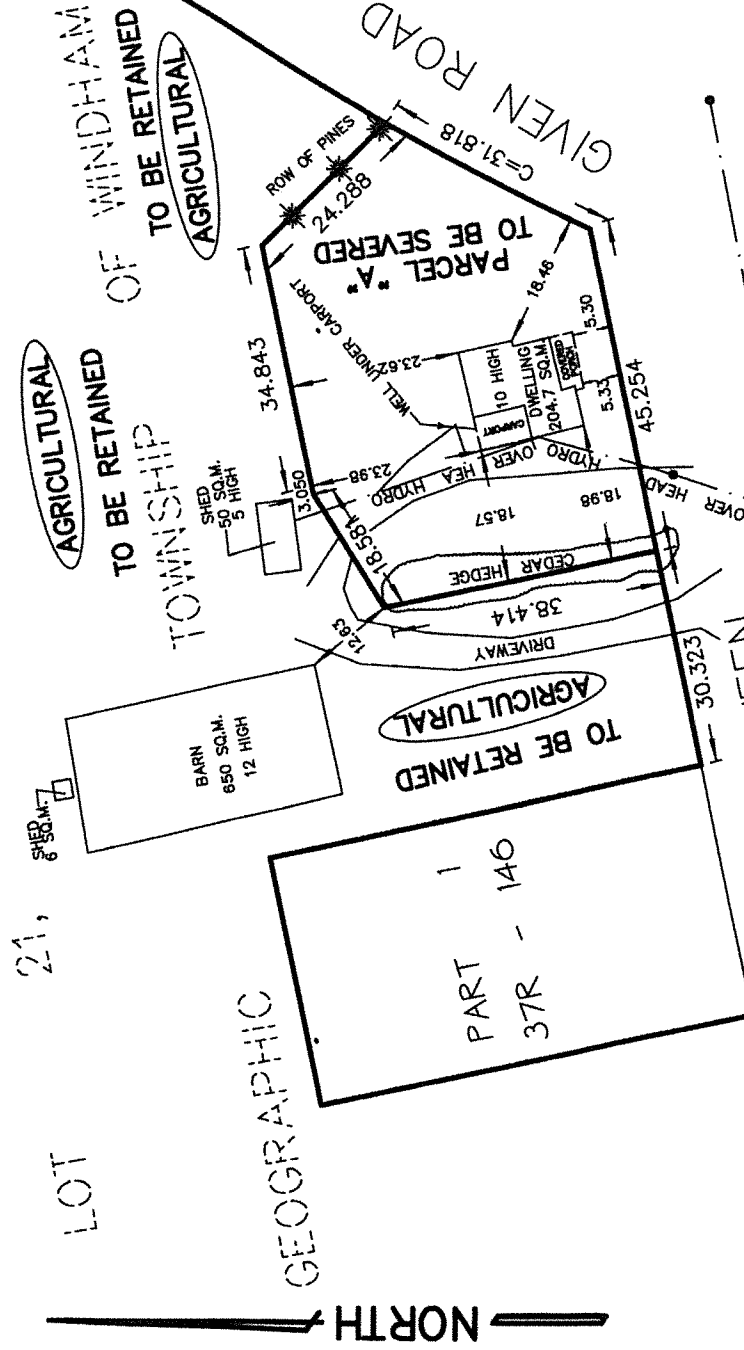 LOT 21,
GEOGRAPHIC TOWNSHIP OF WINDHAM
GIVEN ROAD
AGRICULTURAL
TO BE RETAINED
TO BE RETAINED
AGRICULTURAL
ROW OF PINES
24.288
C=31.818
PARCEL "A"
TO BE SEVERED
34.843
3.050
18.581
SHED
50 SQ.M.
5 HIGH
WELL UNDER CARPORT
23.62
23.98
18.46
10 HIGH
DWELLING
204.7 SQ.M.
CARPORT
COVERED
PORCH
5.30
5.33
45.254
OVER HEA HYDRO
HYDRO
OVER HEAD
18.57
18.98
CEDAR
HEDGE
38.414
12.63
DRIVEWAY
30.323
BARN
650 SQ.M.
12 HIGH
SHED
6 SQ.M.
TO BE RETAINED
AGRICULTURAL
PART 1
37R - 146
NORTH